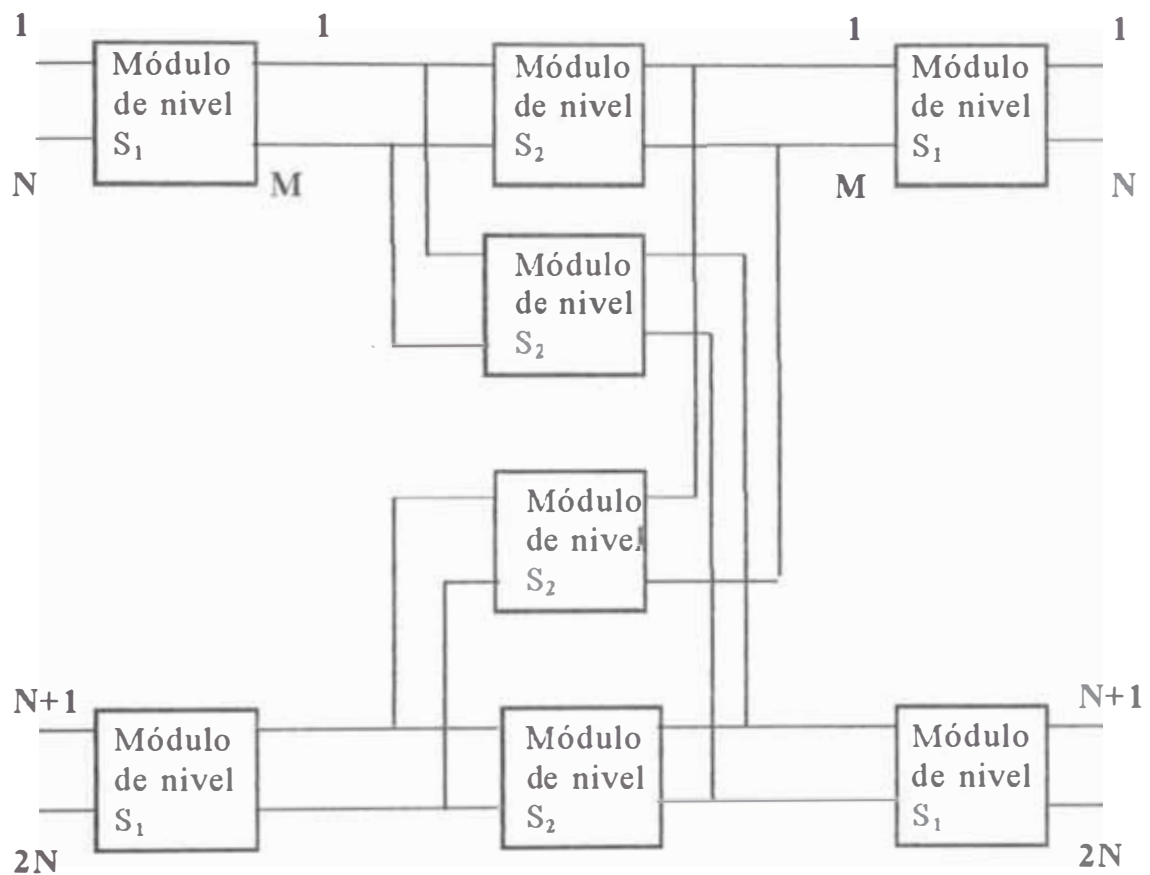 1
1
1
1
Módulo
de nivel
S₁
Módulo
de nivel
S₂
Módulo
de nivel
S₁
N
M
M
N
Módulo
de nivel
S₂
Módulo
de nivel
S₂
N+1
N+1
Módulo
de nivel
S₁
Módulo
de nivel
S₂
Módulo
de nivel
S₁
2N
2N